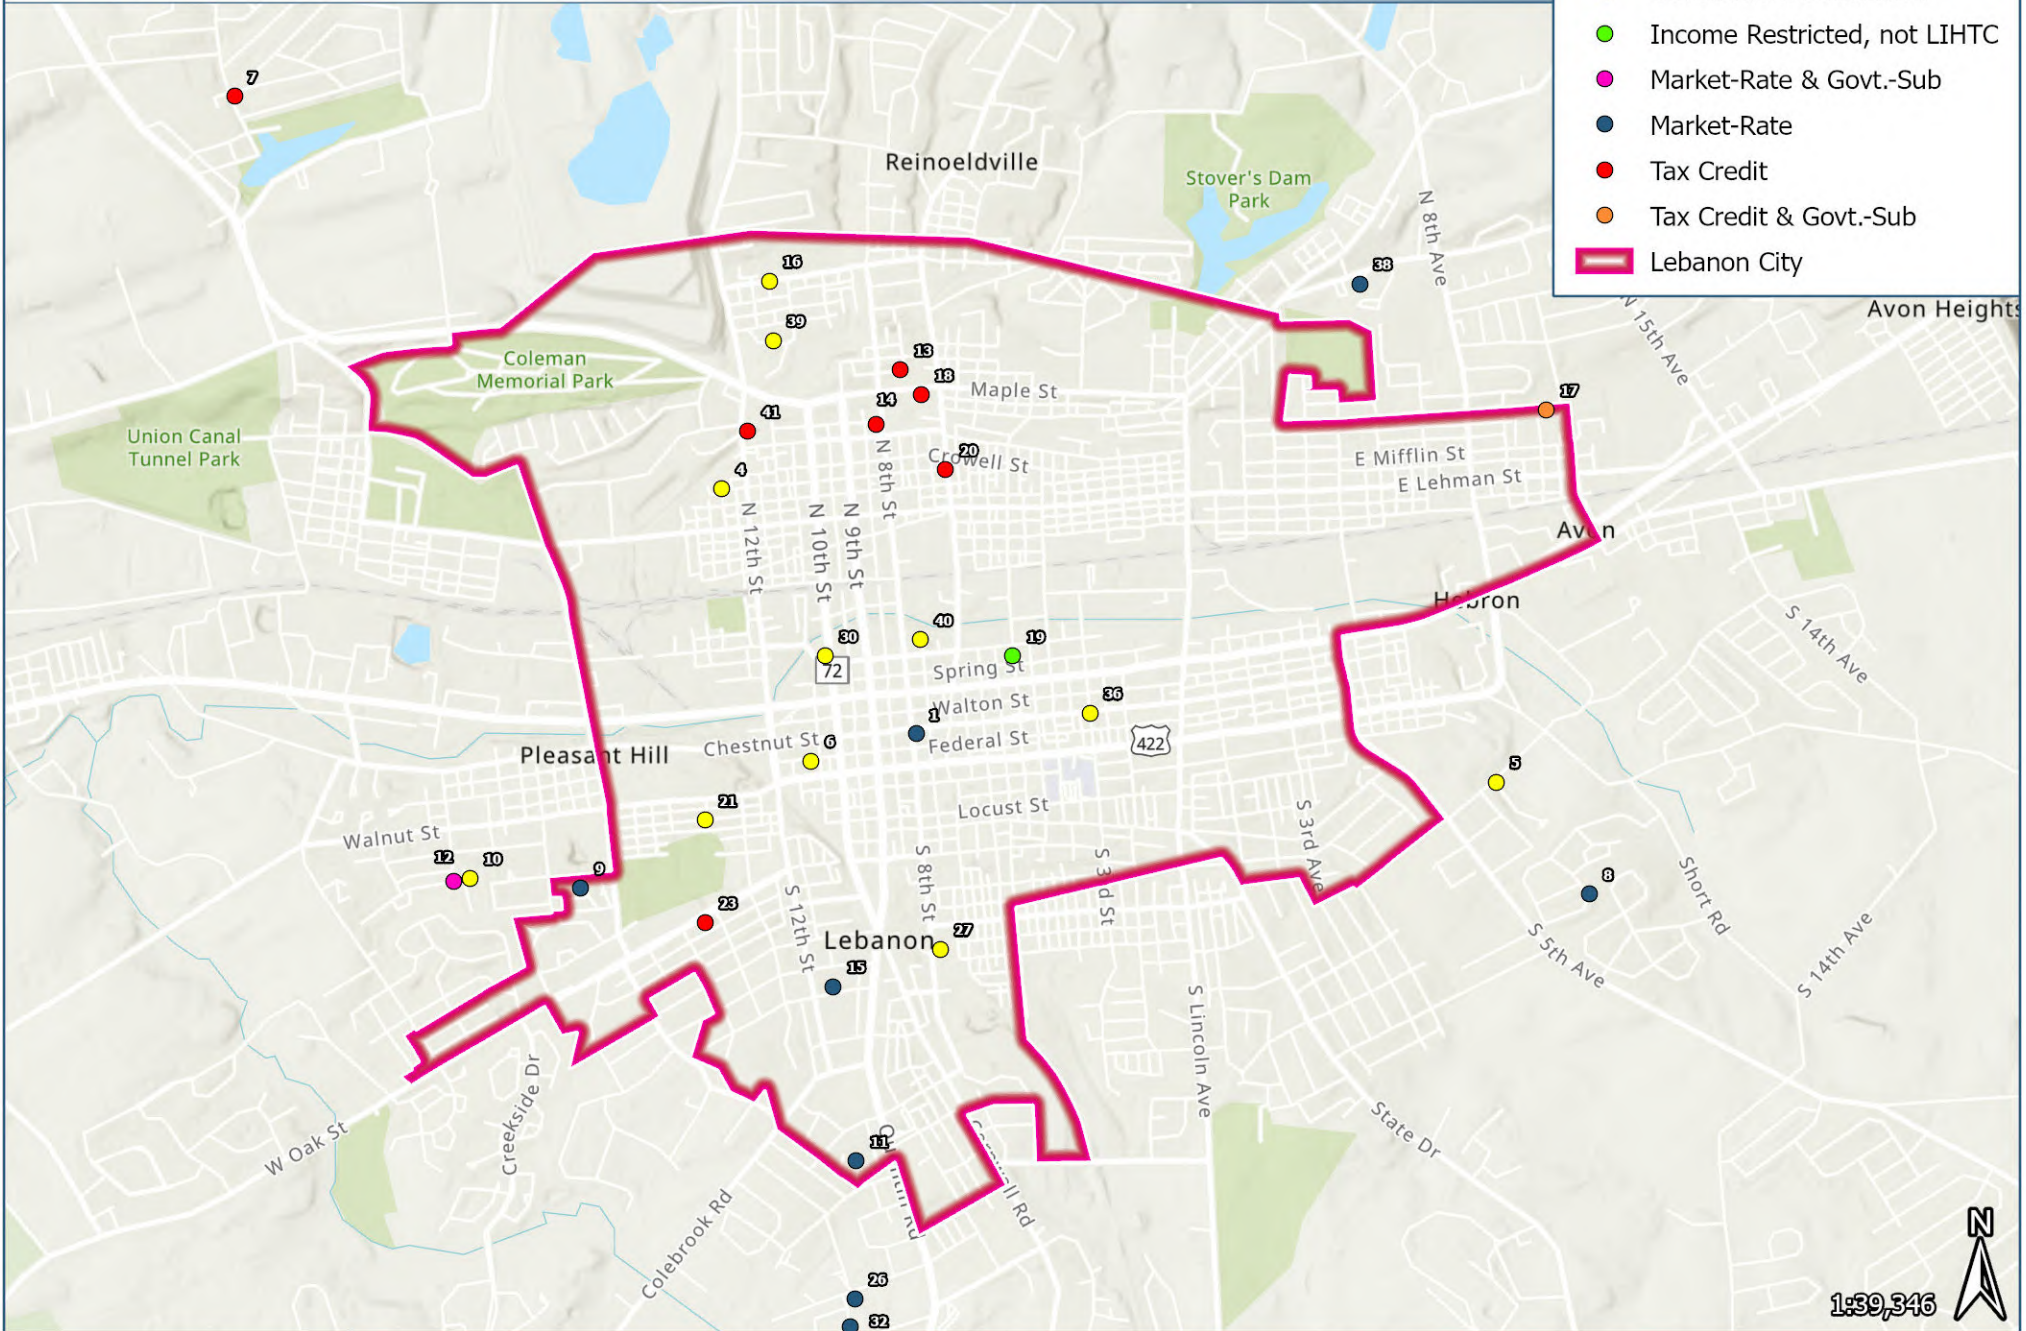 Income Restricted, not LIHTC
Market-Rate & Govt.-Sub
Market-Rate
Tax Credit
Tax Credit & Govt.-Sub
Lebanon City
7
Reinoeldville
Stover's Dam
Park
N 8th Ave
16
38
N 15th Ave
Avon Heights
39
Coleman
Memorial Park
13
18
Maple St
17
14
41
Union Canal
Tunnel Park
20
Crowell St
E Mifflin St
E Lehman St
4
N 8th St
N 12th St
N 10th St
N 9th St
Avon
Hebron
40
30
19
72
Spring St
S 14th Ave
36
Walton St
1
Chestnut St
6
Federal St
422
Pleasant Hill
5
21
Locust St
Walnut St
S 3rd Ave
12
10
9
S 8th St
S 3rd St
8
Short Rd
23
S 12th St
Lebanon
27
S 5th Ave
S 14th Ave
15
S Lincoln Ave
Creekside Dr
W Oak St
State Dr
11
Colebrook Rd
26
32
N
1:39,346